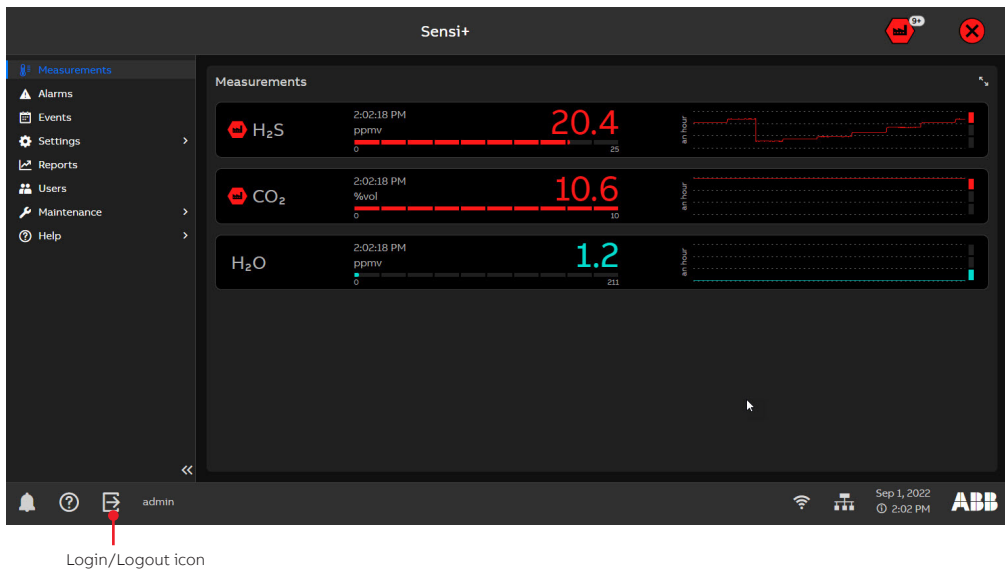 Sensi+
9+
Measurements
Alarms
Events
Settings
Reports
Users
Maintenance
Help
Measurements
H₂S
2:02:18 PM
ppmv
20.4
0
25
an hour
CO₂
2:02:18 PM
%vol
10.6
0
10
an hour
H₂O
2:02:18 PM
ppmv
1.2
0
211
an hour
admin
Sep 1, 2022
2:02 PM
ABB
Login/Logout icon